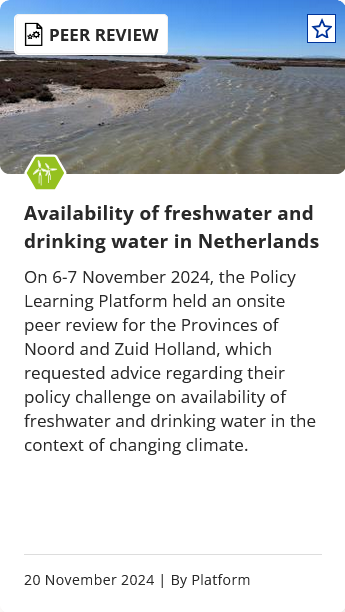 PEER REVIEW
Availability of freshwater and
drinking water in Netherlands
On 6-7 November 2024, the Policy
Learning Platform held an onsite
peer review for the Provinces of
Noord and Zuid Holland, which
requested advice regarding their
policy challenge on availability of
freshwater and drinking water in the
context of changing climate.
20 November 2024 | By Platform